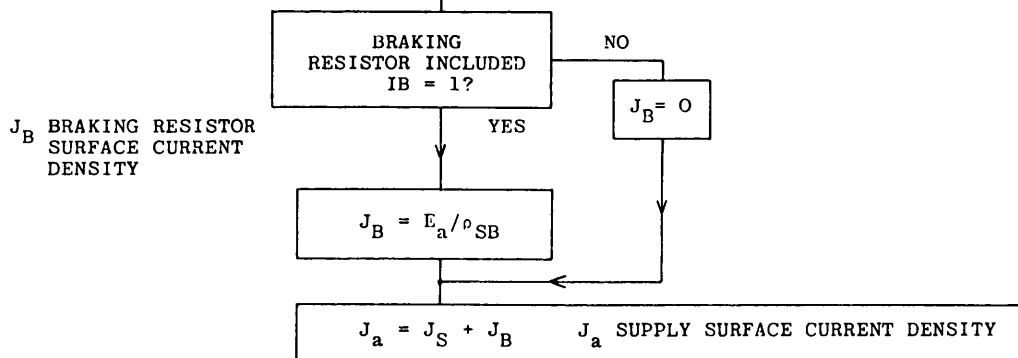 BRAKING
RESISTOR INCLUDED
IB = 1?
NO
J_B = O
YES
J_B BRAKING RESISTOR
SURFACE CURRENT
DENSITY
J_B = E_a/ρ_SB
J_a = J_S + J_B J_a SUPPLY SURFACE CURRENT DENSITY